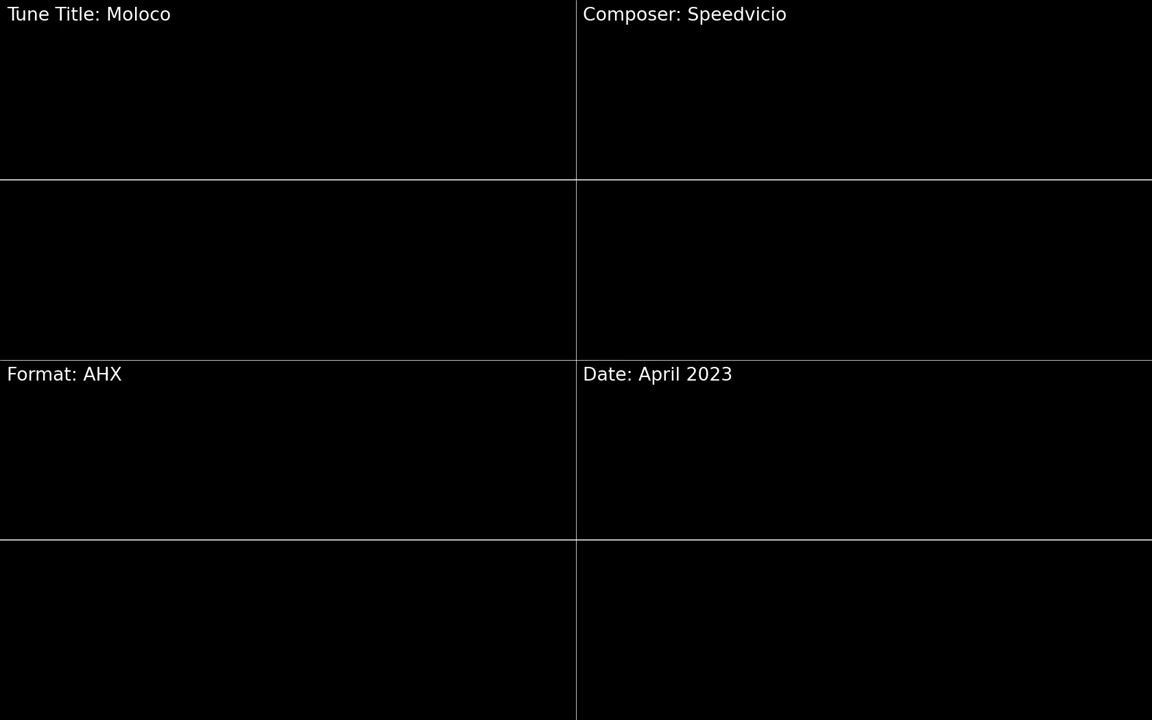 Tune Title: Moloco
Composer: Speedvicio
Format: AHX
Date: April 2023